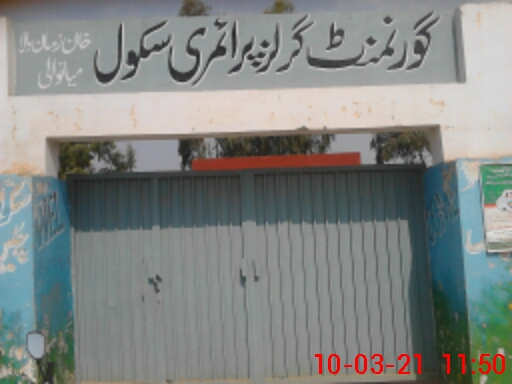 گورنمنٹ گرلز پرائمری سکول
خان زمان والا
میانوالی
10-03-21 11:50